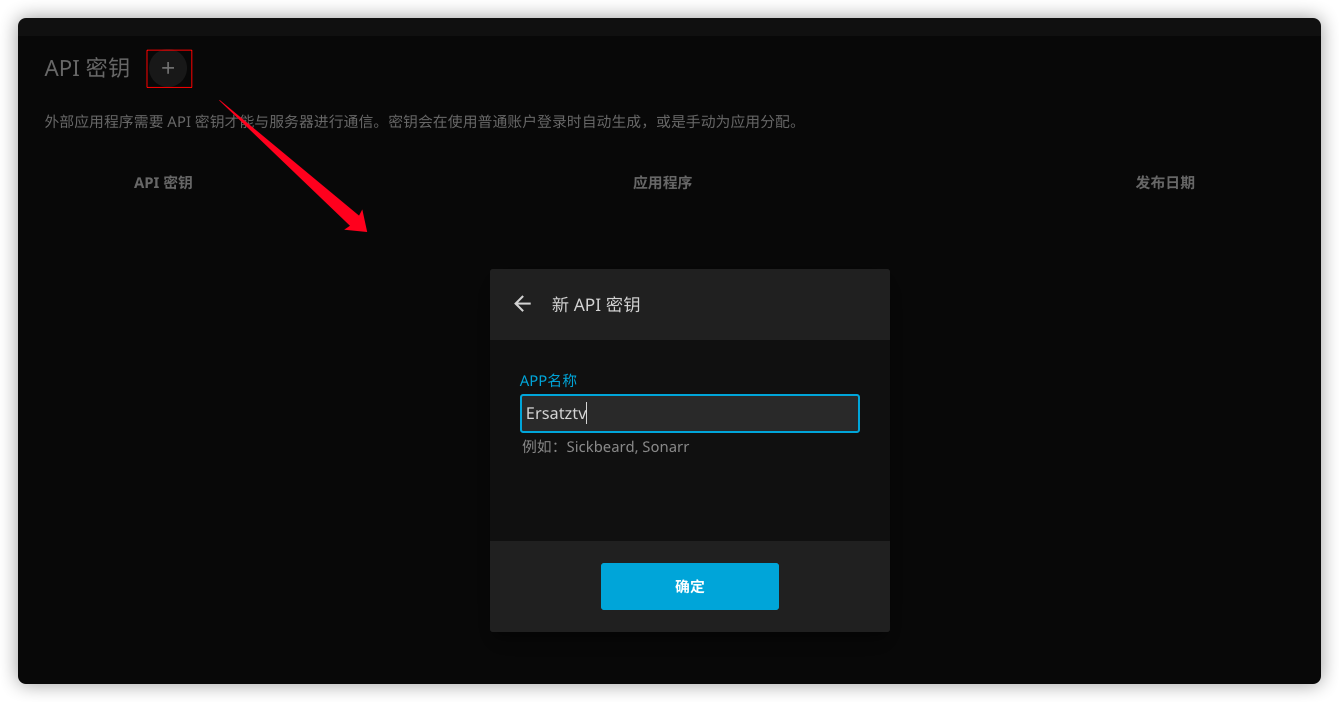 API 密钥
外部应用程序需要 API 密钥才能与服务器进行通信。密钥会在使用普通账户登录时自动生成，或是手动为应用分配。
API 密钥 应用程序 发布日期
新 API 密钥
APP名称
Ersatztv
例如：Sickbeard, Sonarr
确定